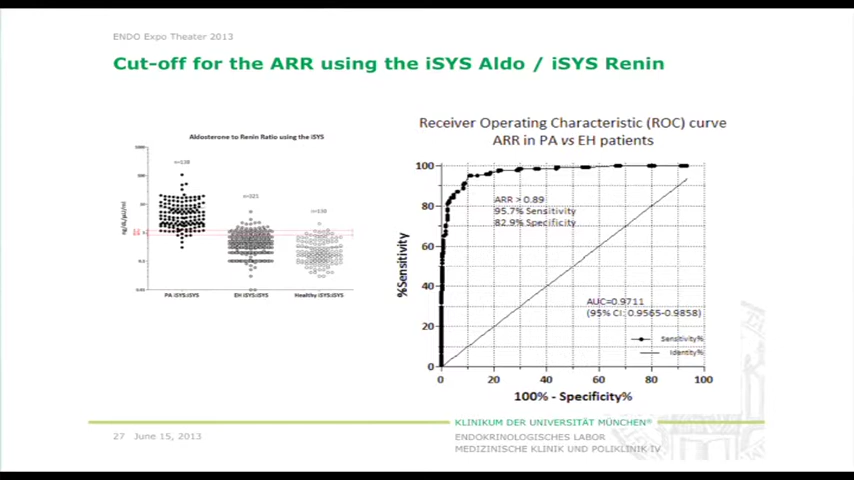 ENDO Expo Theater 2013
Cut-off for the ARR using the iSYS Aldo / iSYS Renin
Aldosterone to Renin Ratio using the iSYS
n=138
PA iSYS:iSYS
EH iSYS:iSYS
Healthy iSYS:iSYS
Receiver Operating Characteristic (ROC) curve
ARR in PA vs EH patients
%Sensitivity
100
80
60
40
20
0
ARR > 0.89
95.7% Sensitivity
82.9% Specificity
AUC=0.9711
(95% CI: 0.9565-0.9858)
Sensitivity%
Identity%
0
20
40
60
80
100
100% - Specificity%
KLINIKUM DER UNIVERSITÄT MÜNCHEN®
27 June 15, 2013
ENDOKRINOLOGISCHES LABOR
MEDIZINISCHE KLINIK UND POLIKLINIK IV